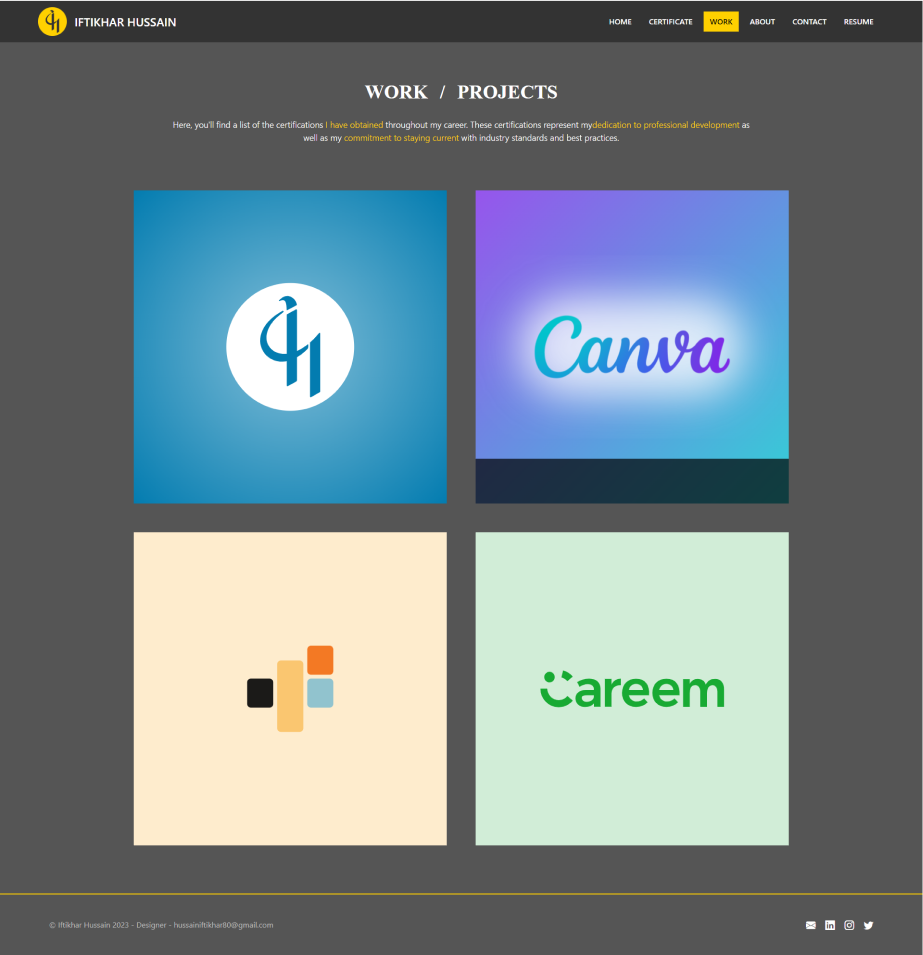 IFTIKHAR HUSSAIN
HOME CERTIFICATE WORK ABOUT CONTACT RESUME
WORK / PROJECTS
Here, you'll find a list of the certifications I have obtained throughout my career. These certifications represent mydedication to professional development as
well as my commitment to staying current with industry standards and best practices.
Canva
Careem
© Iftikhar Hussain 2023 - Designer - hussainiftikhar80@gmail.com